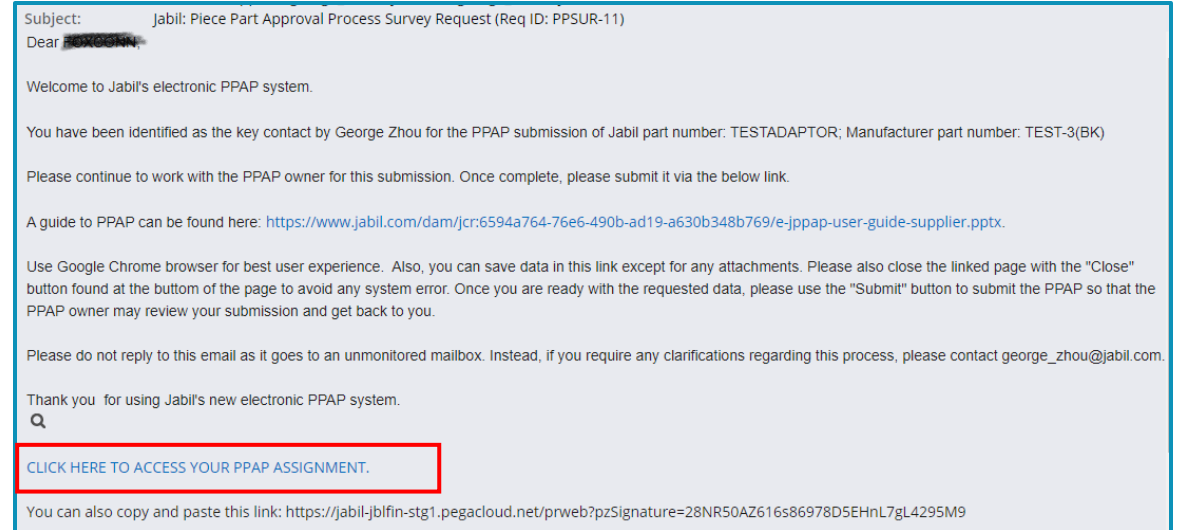 Subject: Jabil: Piece Part Approval Process Survey Request (Req ID: PPSUR-11)
Dear
Welcome to Jabil's electronic PPAP system.
You have been identified as the key contact by George Zhou for the PPAP submission of Jabil part number: TESTADAPTOR; Manufacturer part number: TEST-3(BK)
Please continue to work with the PPAP owner for this submission. Once complete, please submit it via the below link.
A guide to PPAP can be found here: https://www.jabil.com/dam/jcr:6594a764-76e6-490b-ad19-a630b348b769/e-jppap-user-guide-supplier.pptx.
Use Google Chrome browser for best user experience. Also, you can save data in this link except for any attachments. Please also close the linked page with the "Close"
button found at the buttom of the page to avoid any system error. Once you are ready with the requested data, please use the "Submit" button to submit the PPAP so that the
PPAP owner may review your submission and get back to you.
Please do not reply to this email as it goes to an unmonitored mailbox. Instead, if you require any clarifications regarding this process, please contact george_zhou@jabil.com.
Thank you for using Jabil's new electronic PPAP system.
CLICK HERE TO ACCESS YOUR PPAP ASSIGNMENT.
You can also copy and paste this link: https://jabil-jblfin-stg1.pegacloud.net/prweb?pzSignature=28NR50AZ616s86978D5EHnL7gL4295M9